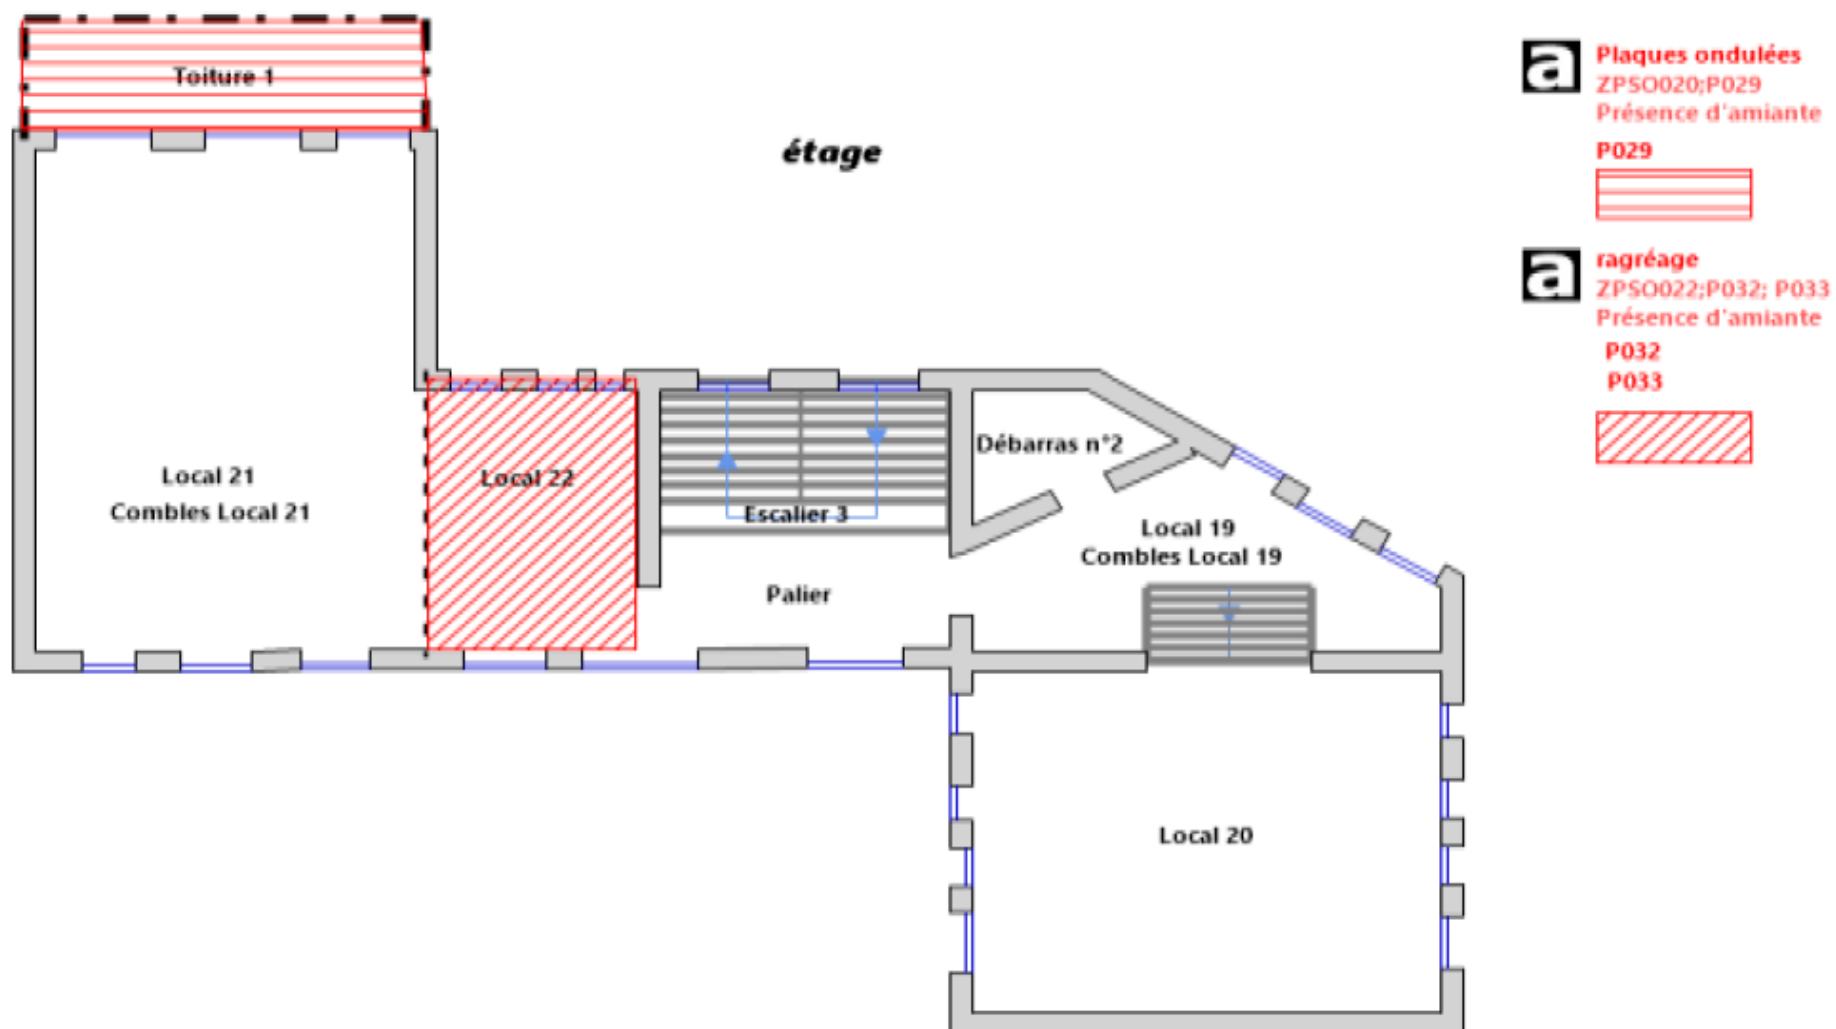 Toiture 1
étage
Local 21
Combles Local 21
Local 22
Escalier 3
Palier
Débarras n°2
Local 19
Combles Local 19
Local 20
a
Plaques ondulées
ZPSO020;P029
Présence d'amiante
P029
a
ragréage
ZPSO022;P032; P033
Présence d'amiante
P032
P033